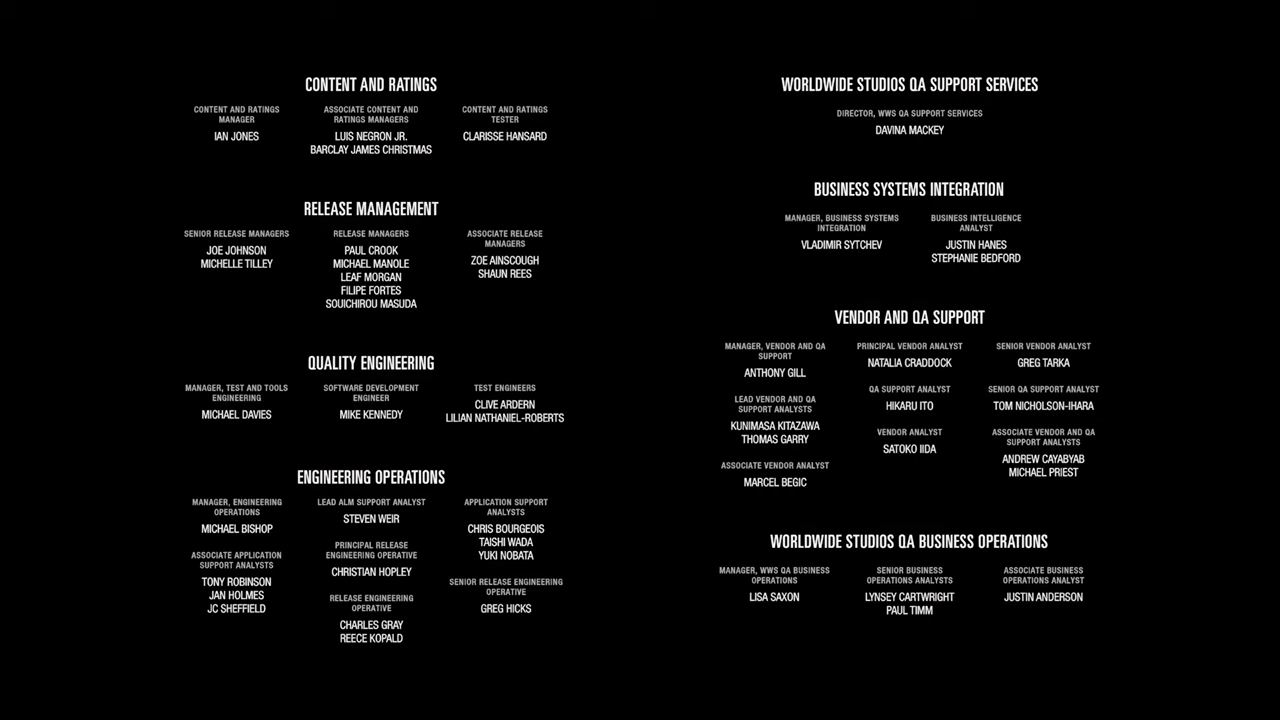 CONTENT AND RATINGS
CONTENT AND RATINGS
MANAGER
IAN JONES
ASSOCIATE CONTENT AND
RATINGS MANAGERS
LUIS NEGRON JR.
BARCLAY JAMES CHRISTMAS
CONTENT AND RATINGS
TESTER
CLARISSE HANSARD
RELEASE MANAGEMENT
SENIOR RELEASE MANAGERS
JOE JOHNSON
MICHELLE TILLEY
RELEASE MANAGERS
PAUL CROOK
MICHAEL MANOLE
LEAF MORGAN
FILIPE FORTES
SOUICHIROU MASUDA
ASSOCIATE RELEASE
MANAGERS
ZOE AINSCOUGH
SHAUN REES
QUALITY ENGINEERING
MANAGER, TEST AND TOOLS
ENGINEERING
MICHAEL DAVIES
SOFTWARE DEVELOPMENT
ENGINEER
MIKE KENNEDY
TEST ENGINEERS
CLIVE ARDERN
LILIAN NATHANIEL-ROBERTS
ENGINEERING OPERATIONS
MANAGER, ENGINEERING
OPERATIONS
MICHAEL BISHOP
ASSOCIATE APPLICATION
SUPPORT ANALYSTS
TONY ROBINSON
JAN HOLMES
JC SHEFFIELD
LEAD ALM SUPPORT ANALYST
STEVEN WEIR
PRINCIPAL RELEASE
ENGINEERING OPERATIVE
CHRISTIAN HOPLEY
RELEASE ENGINEERING
OPERATIVE
CHARLES GRAY
REECE KOPALD
APPLICATION SUPPORT
ANALYSTS
CHRIS BOURGEOIS
TAISHI WADA
YUKI NOBATA
SENIOR RELEASE ENGINEERING
OPERATIVE
GREG HICKS
WORLDWIDE STUDIOS QA SUPPORT SERVICES
DIRECTOR, WWS QA SUPPORT SERVICES
DAVINA MACKEY
BUSINESS SYSTEMS INTEGRATION
MANAGER, BUSINESS SYSTEMS
INTEGRATION
VLADIMIR SYTCHEV
BUSINESS INTELLIGENCE
ANALYST
JUSTIN HANES
STEPHANIE BEDFORD
VENDOR AND QA SUPPORT
MANAGER, VENDOR AND QA
SUPPORT
ANTHONY GILL
LEAD VENDOR AND QA
SUPPORT ANALYSTS
KUNIMASA KITAZAWA
THOMAS GARRY
ASSOCIATE VENDOR ANALYST
MARCEL BEGIC
PRINCIPAL VENDOR ANALYST
NATALIA CRADDOCK
QA SUPPORT ANALYST
HIKARU ITO
VENDOR ANALYST
SATOKO IIDA
SENIOR VENDOR ANALYST
GREG TARKA
SENIOR QA SUPPORT ANALYST
TOM NICHOLSON-IHARA
ASSOCIATE VENDOR AND QA
SUPPORT ANALYSTS
ANDREW CAYABYAB
MICHAEL PRIEST
WORLDWIDE STUDIOS QA BUSINESS OPERATIONS
MANAGER, WWS QA BUSINESS
OPERATIONS
LISA SAXON
SENIOR BUSINESS
OPERATIONS ANALYSTS
LYNSEY CARTWRIGHT
PAUL TIMM
ASSOCIATE BUSINESS
OPERATIONS ANALYST
JUSTIN ANDERSON